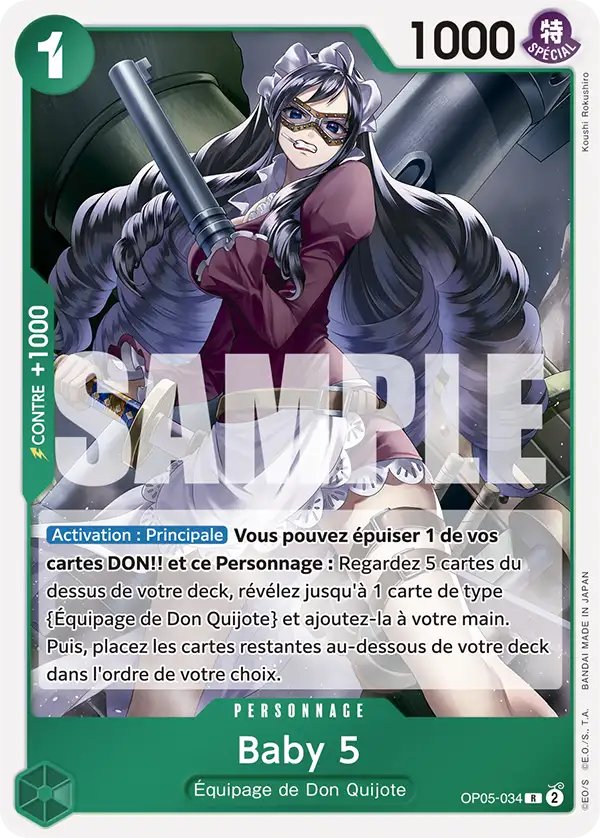 1
1000
特
SPÉCIAL
Koushi Rokushiro
CONTRE +1000
SAMPLE
Activation : Principale Vous pouvez épuiser 1 de vos
cartes DON!! et ce Personnage : Regardez 5 cartes du
dessus de votre deck, révélez jusqu'à 1 carte de type
{Équipage de Don Quijote} et ajoutez-la à votre main.
Puis, placez les cartes restantes au-dessous de votre deck
dans l'ordre de votre choix.
PERSONNAGE
Baby 5
Équipage de Don Quijote
OP05-034 R 2
©EO/S ©E.O./S., T.A. BANDAI MADE IN JAPAN